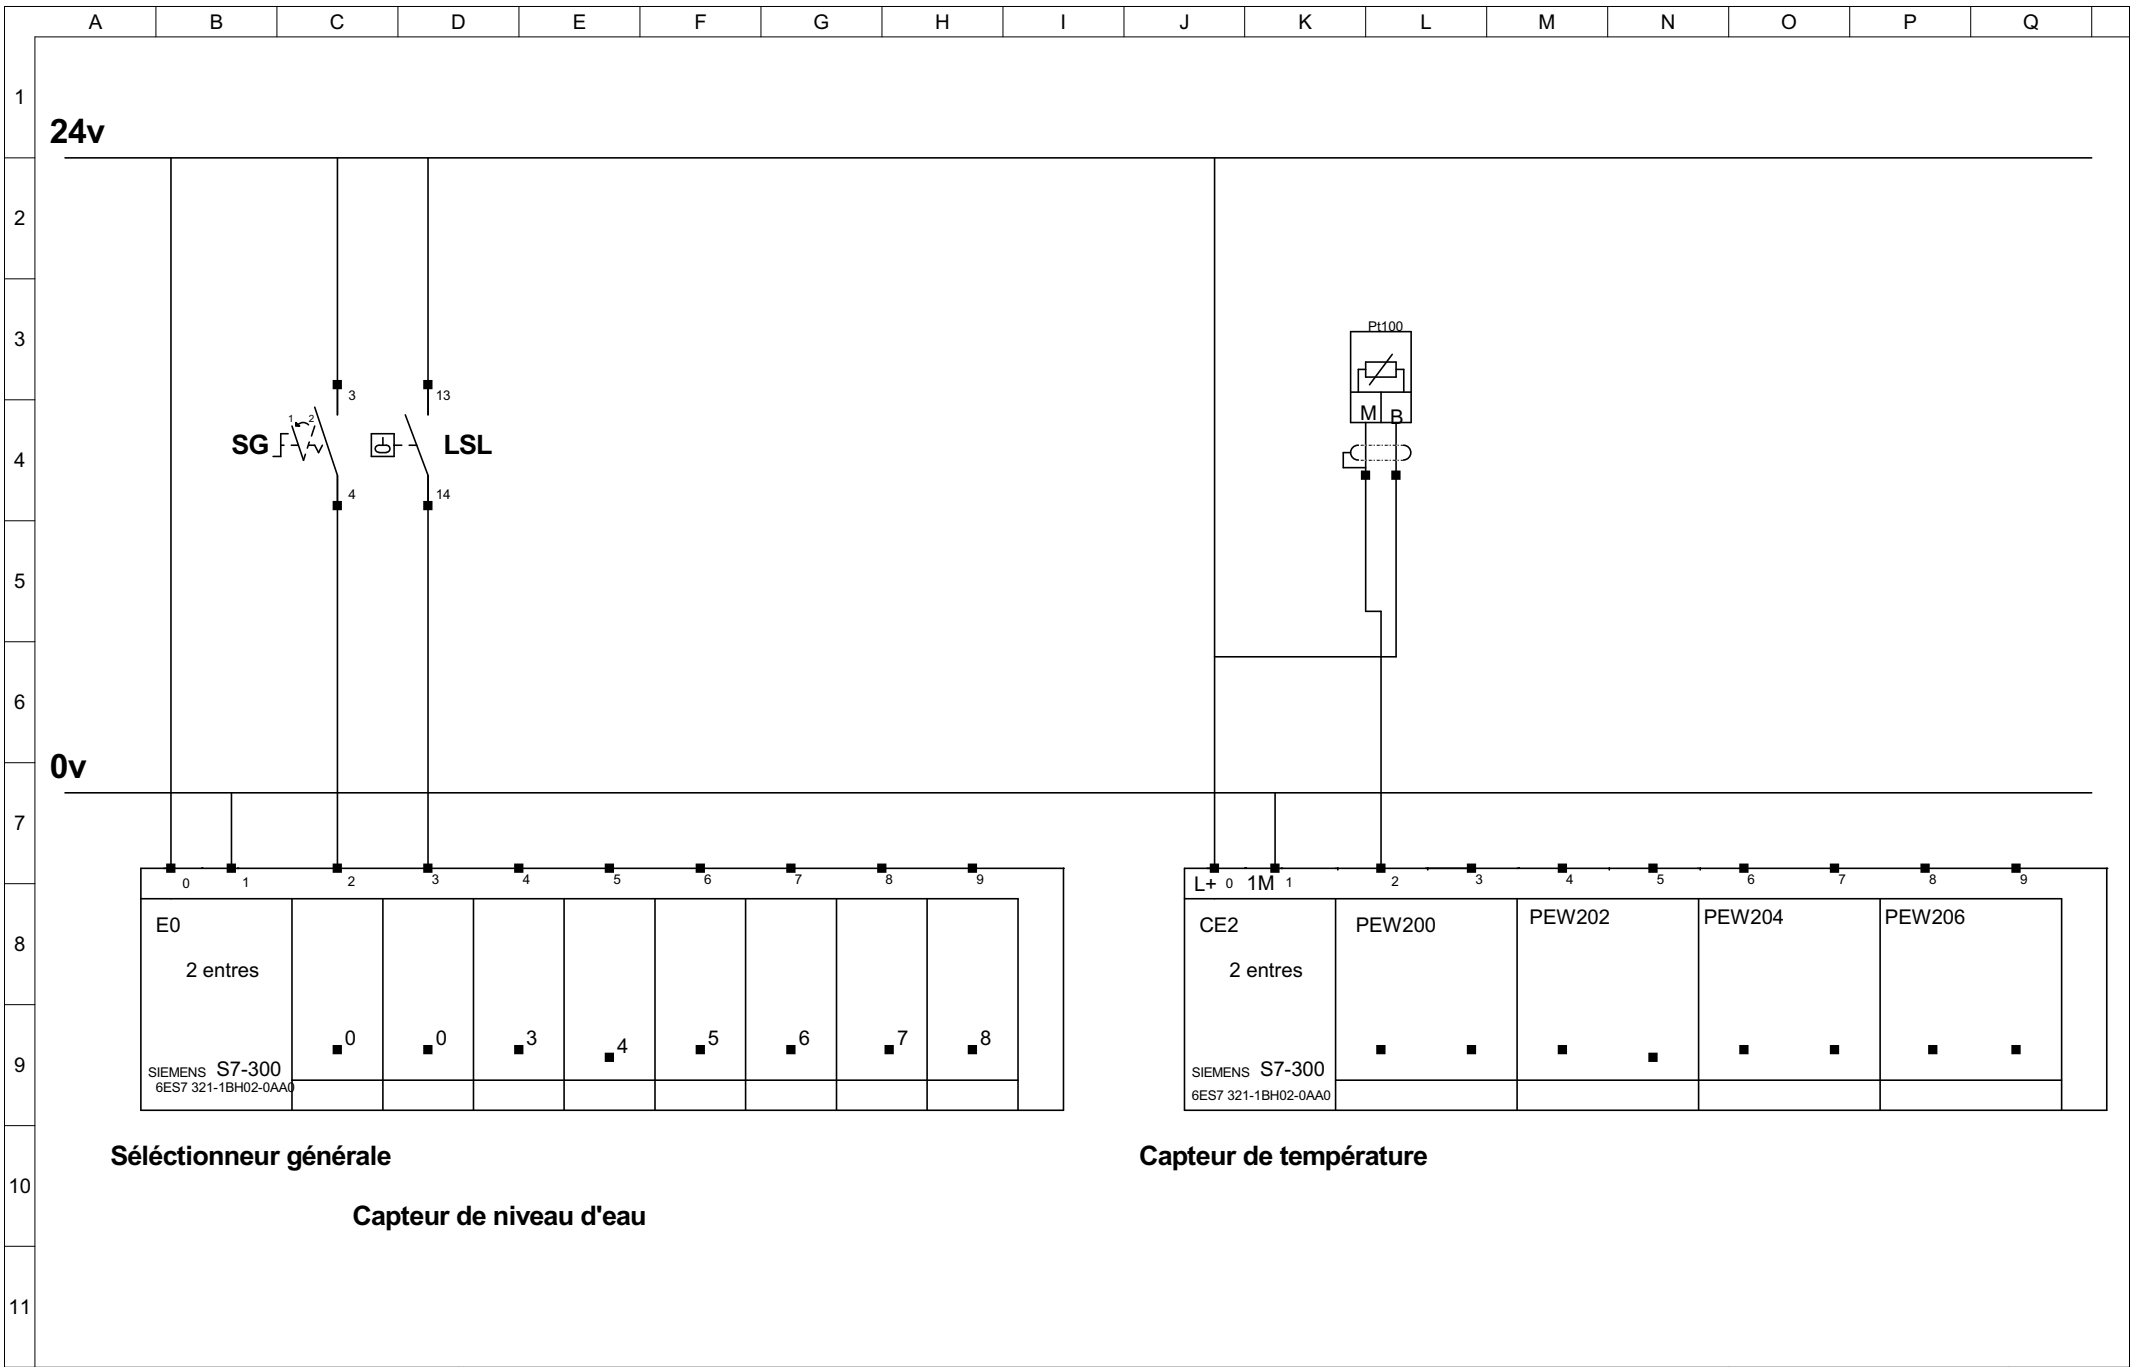 A B C D E F G H I J K L M N O P Q
1
24v
2
3
Pt100
3 13
M B
1 2
SG LSL
4
4 14
5
6
0v
7
0 1 2 3 4 5 6 7 8 9
L+ 0 1M 1 2 3 4 5 6 7 8 9
8
E0
2 entres
CE2
2 entres
PEW200 PEW202 PEW204 PEW206
9
0 0 3 4 5 6 7 8
SIEMENS S7-300
6ES7 321-1BH02-0AA0
SIEMENS S7-300
6ES7 321-1BH02-0AA0
Séléctionneur générale
Capteur de température
10
Capteur de niveau d'eau
11